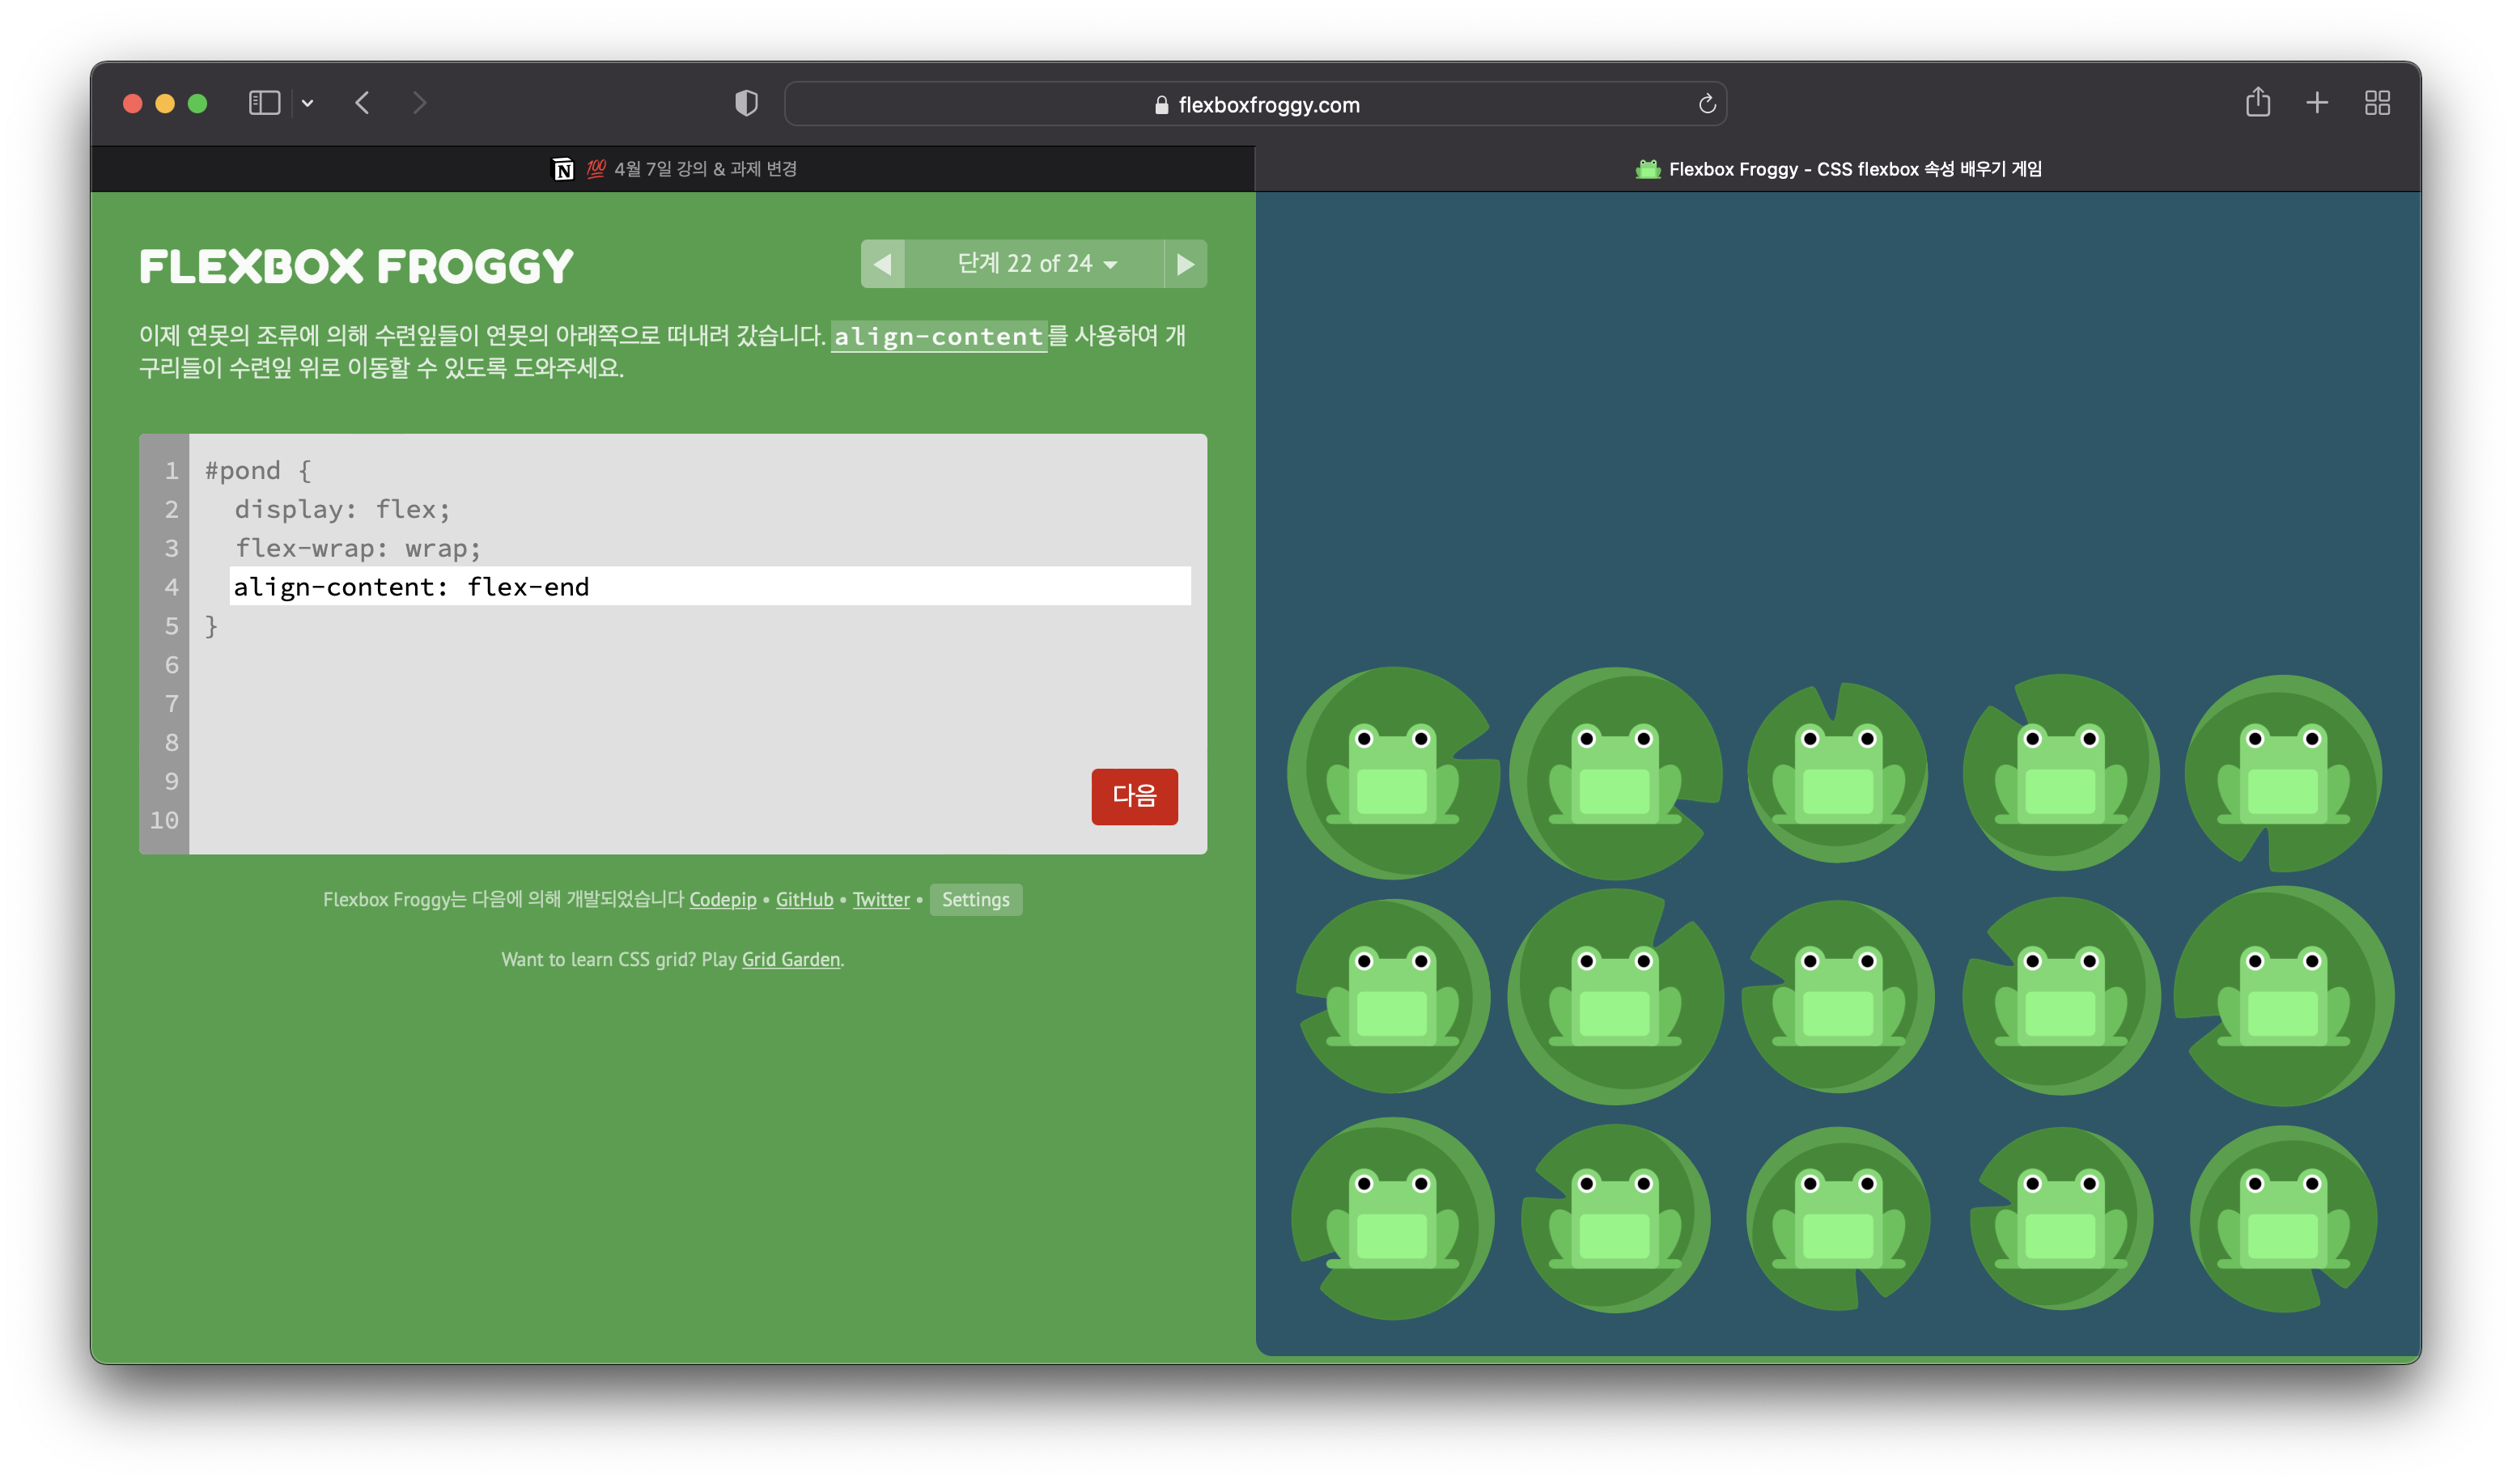 flexboxfroggy.com
💯 4월 7일 강의 & 과제 변경
Flexbox Froggy - CSS flexbox 속성 배우기 게임
FLEXBOX FROGGY
단계 22 of 24
이제 연못의 조류에 의해 수련잎들이 연못의 아래쪽으로 떠내려 갔습니다. align-content를 사용하여 개
구리들이 수련잎 위로 이동할 수 있도록 도와주세요.
1 #pond {
2 display: flex;
3 flex-wrap: wrap;
4 align-content: flex-end
5 }
6
7
8
9
10
다음
Flexbox Froggy는 다음에 의해 개발되었습니다 Codepip • GitHub • Twitter • Settings
Want to learn CSS grid? Play Grid Garden.